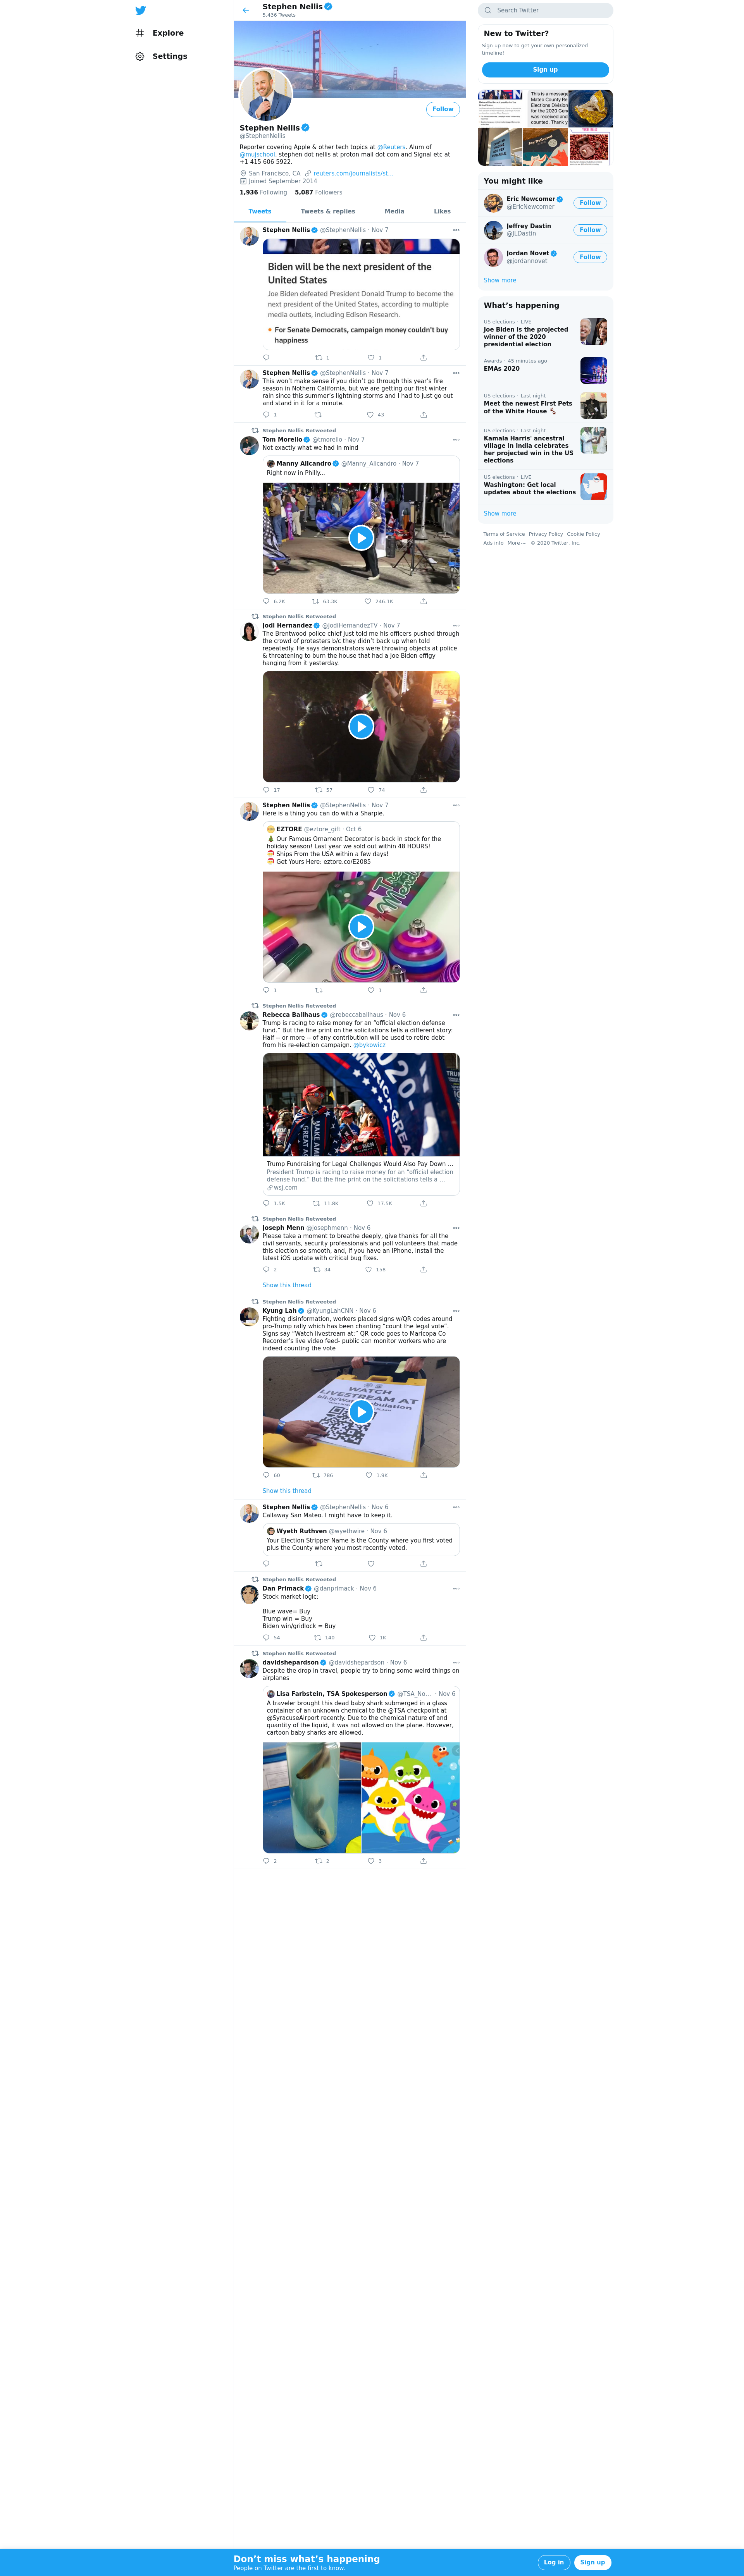 Explore
Settings
Stephen Nellis
5,436 Tweets
Follow
Stephen Nellis
@StephenNellis
Reporter covering Apple & other tech topics at @Reuters. Alum of
@mujschool. stephen dot nellis at proton mail dot com and Signal etc at
+1 415 606 5922.
San Francisco, CA reuters.com/journalists/st…
Joined September 2014
1,936 Following 5,087 Followers
Tweets Tweets & replies Media Likes
Stephen Nellis @StephenNellis · Nov 7
Biden will be the next president of the
United States
Joe Biden defeated President Donald Trump to become the
next president of the United States, according to multiple
media outlets, including Edison Research.
For Senate Democrats, campaign money couldn't buy
happiness
1 1
Stephen Nellis @StephenNellis · Nov 7
This won't make sense if you didn't go through this year's fire
season in Nothern California, but we are getting our first winter
rain since this summer's lightning storms and I had to just go out
and stand in it for a minute.
1 43
Stephen Nellis Retweeted
Tom Morello @tmorello · Nov 7
Not exactly what we had in mind
Manny Alicandro @Manny_Alicandro · Nov 7
Right now in Philly...
6.2K 63.3K 246.1K
Stephen Nellis Retweeted
Jodi Hernandez @JodiHernandezTV · Nov 7
The Brentwood police chief just told me his officers pushed through
the crowd of protesters b/c they didn't back up when told
repeatedly. He says demonstrators were throwing objects at police
& threatening to burn the house that had a Joe Biden effigy
hanging from it yesterday.
17 57 74
Stephen Nellis @StephenNellis · Nov 7
Here is a thing you can do with a Sharpie.
EZTORE @eztore_gift · Oct 6
🎄 Our Famous Ornament Decorator is back in stock for the
holiday season! Last year we sold out within 48 HOURS!
🎅 Ships From the USA within a few days!
🎅 Get Yours Here: eztore.co/E2085
1 1
Stephen Nellis Retweeted
Rebecca Ballhaus @rebeccaballhaus · Nov 6
Trump is racing to raise money for an "official election defense
fund." But the fine print on the solicitations tells a different story:
Half -- or more -- of any contribution will be used to retire debt
from his re-election campaign. @bykowicz
Trump Fundraising for Legal Challenges Would Also Pay Down …
President Trump is racing to raise money for an "official election
defense fund." But the fine print on the solicitations tells a …
wsj.com
1.5K 11.8K 17.5K
Stephen Nellis Retweeted
Joseph Menn @josephmenn · Nov 6
Please take a moment to breathe deeply, give thanks for all the
civil servants, security professionals and poll volunteers that made
this election so smooth, and, if you have an iPhone, install the
latest iOS update with critical bug fixes.
2 34 158
Show this thread
Stephen Nellis Retweeted
Kyung Lah @KyungLahCNN · Nov 6
Fighting disinformation, workers placed signs w/QR codes around
pro-Trump rally which has been chanting "count the legal vote".
Signs say "Watch livestream at:" QR code goes to Maricopa Co
Recorder's live video feed- public can monitor workers who are
indeed counting the vote
WATCH
LIVESTREAM AT
60 786 1.9K
Show this thread
Stephen Nellis @StephenNellis · Nov 6
Callaway San Mateo. I might have to keep it.
Wyeth Ruthven @wyethwire · Nov 6
Your Election Stripper Name is the County where you first voted
plus the County where you most recently voted.
Stephen Nellis Retweeted
Dan Primack @danprimack · Nov 6
Stock market logic:
Blue wave= Buy
Trump win = Buy
Biden win/gridlock = Buy
54 140 1K
Stephen Nellis Retweeted
davidshepardson @davidshepardson · Nov 6
Despite the drop in travel, people try to bring some weird things on
airplanes
Lisa Farbstein, TSA Spokesperson @TSA_No… · Nov 6
A traveler brought this dead baby shark submerged in a glass
container of an unknown chemical to the @TSA checkpoint at
@SyracuseAirport recently. Due to the chemical nature of and
quantity of the liquid, it was not allowed on the plane. However,
cartoon baby sharks are allowed.
2 2 3
Search Twitter
New to Twitter?
Sign up now to get your own personalized
timeline!
Sign up
This is a message
Mateo County Re
Elections Division
for the 2020 Gen
was received and
counted. Thank y
You might like
Eric Newcomer
@EricNewcomer
Follow
Jeffrey Dastin
@JLDastin
Follow
Jordan Novet
@jordannovet
Follow
Show more
What's happening
US elections · LIVE
Joe Biden is the projected
winner of the 2020
presidential election
Awards · 45 minutes ago
EMAs 2020
US elections · Last night
Meet the newest First Pets
of the White House 🐕
US elections · Last night
Kamala Harris' ancestral
village in India celebrates
her projected win in the US
elections
US elections · LIVE
Washington: Get local
updates about the elections
Show more
Terms of Service Privacy Policy Cookie Policy
Ads info More © 2020 Twitter, Inc.
Don't miss what's happening
People on Twitter are the first to know.
Log in Sign up